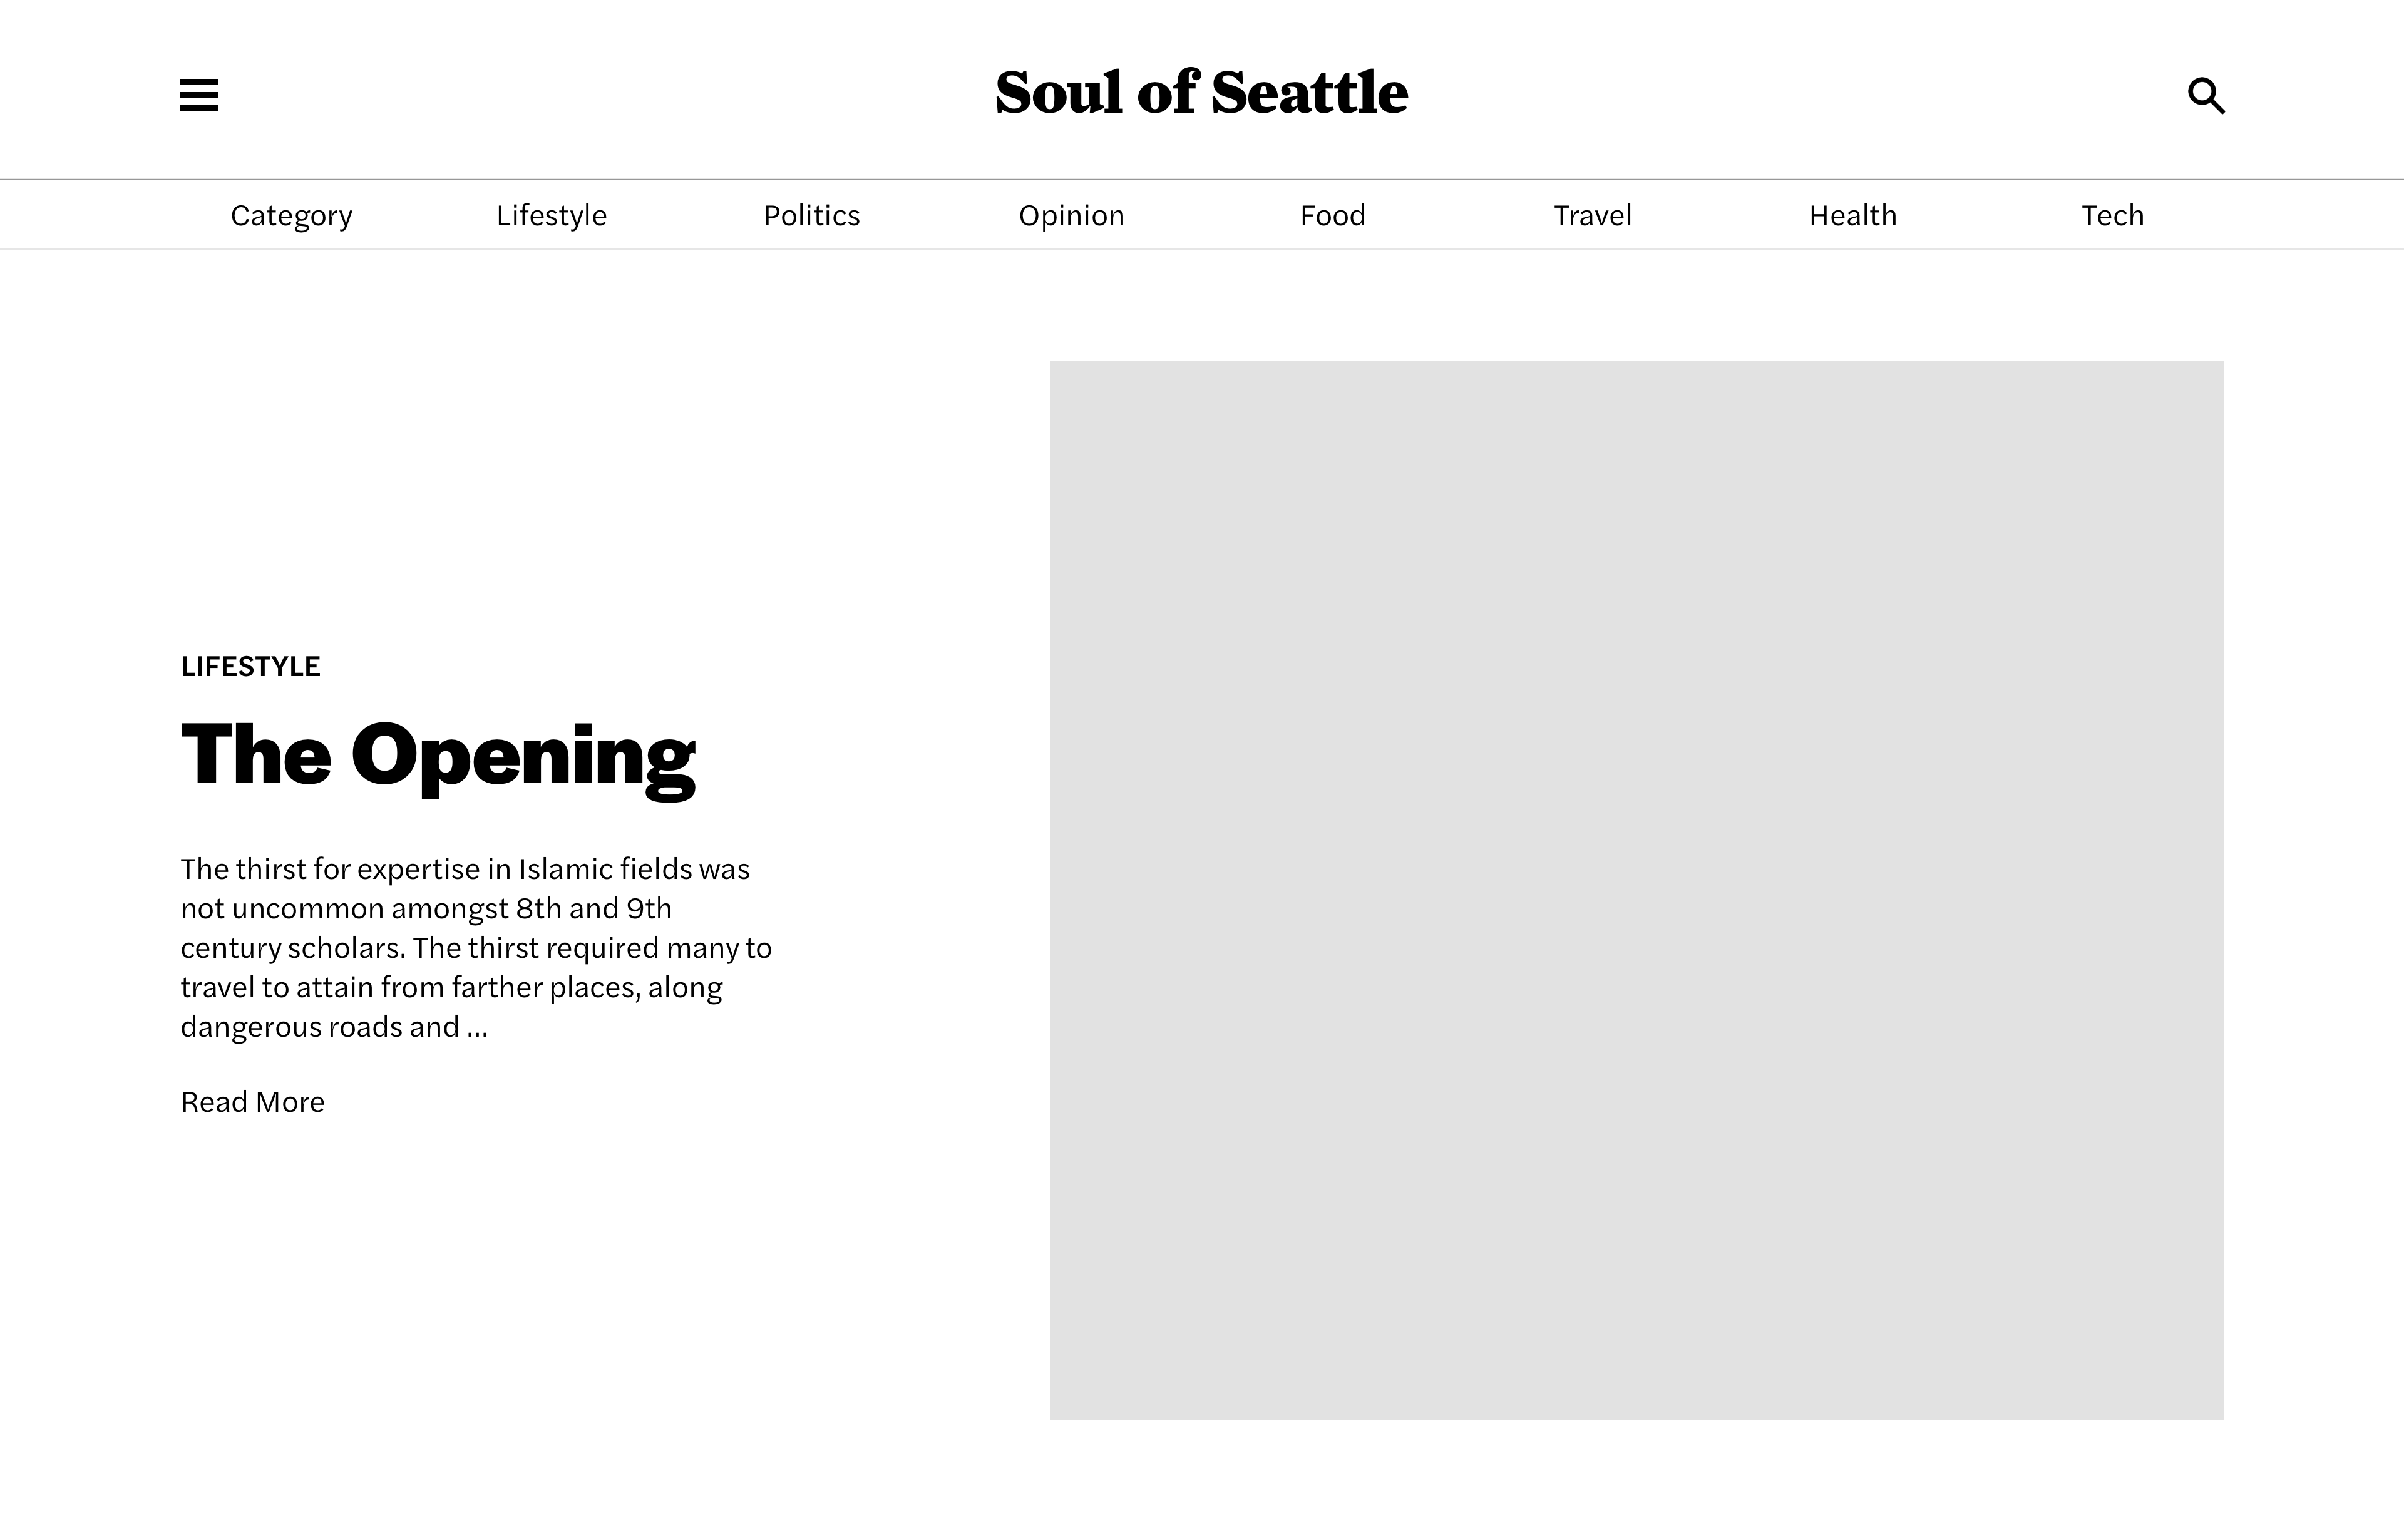 Soul of Seattle
Category Lifestyle Politics Opinion Food Travel Health Tech
LIFESTYLE
The Opening
The thirst for expertise in Islamic fields was
not uncommon amongst 8th and 9th
century scholars. The thirst required many to
travel to attain from farther places, along
dangerous roads and ...
Read More